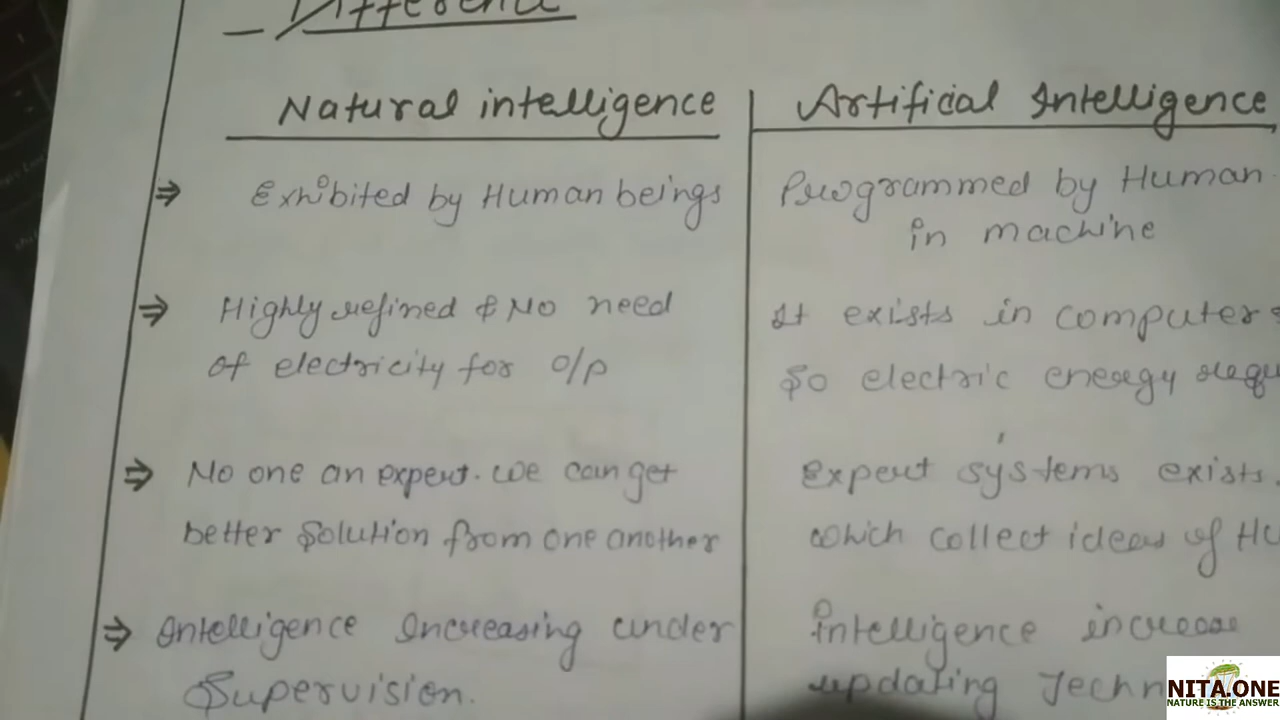 — Difference
Natural intelligence
Artifical Intelligence
⇒ Exhibited by Human beings
Programmed by Human
in machine
⇒ Highly refined & No need
of electricity for O/P
It exists in computer
So electric energy
⇒ No one an expert. we can get
better Solution from one another
Expert systems exists.
which collect ideas of
⇒ Intelligence Increasing under
Supervision.
intelligence increase
updating
NITA.ONE
NATURE IS THE ANSWER